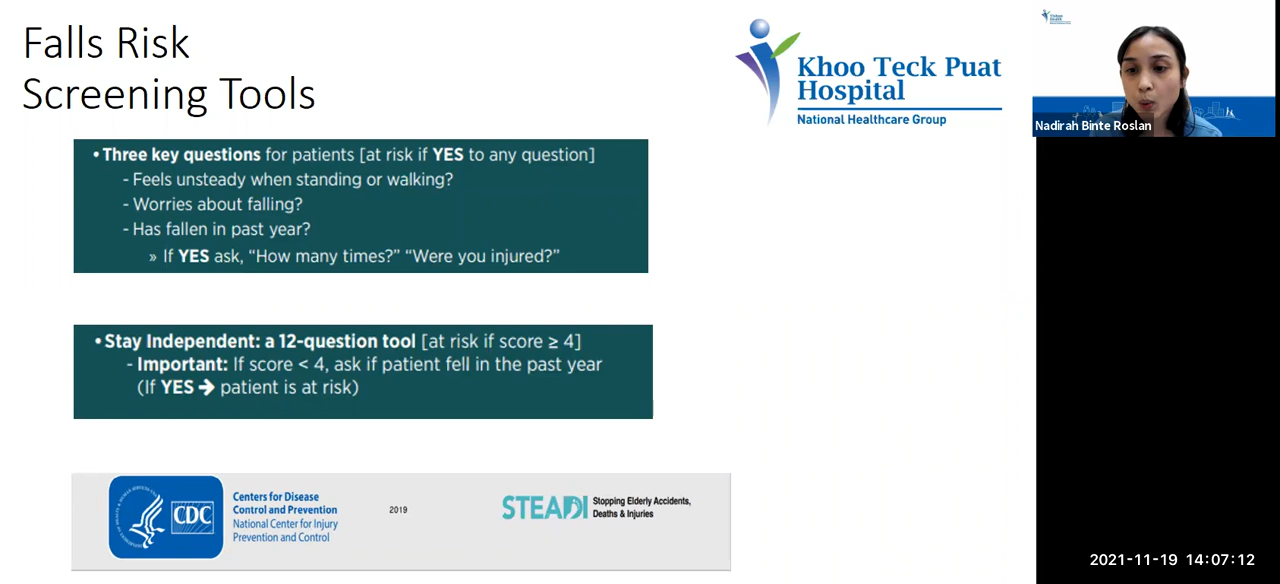 Falls Risk
Screening Tools
Khoo Teck Puat
Hospital
National Healthcare Group
Nadirah Binte Roslan
•Three key questions for patients [at risk if YES to any question]
- Feels unsteady when standing or walking?
- Worries about falling?
- Has fallen in past year?
» If YES ask, “How many times?” “Were you injured?”
•Stay Independent: a 12-question tool [at risk if score ≥ 4]
- Important: If score < 4, ask if patient fell in the past year
(If YES ➔ patient is at risk)
CDC
Centers for Disease
Control and Prevention
National Center for Injury
Prevention and Control
2019
STEADI
Stopping Elderly Accidents,
Deaths & Injuries
2021-11-19 14:07:12